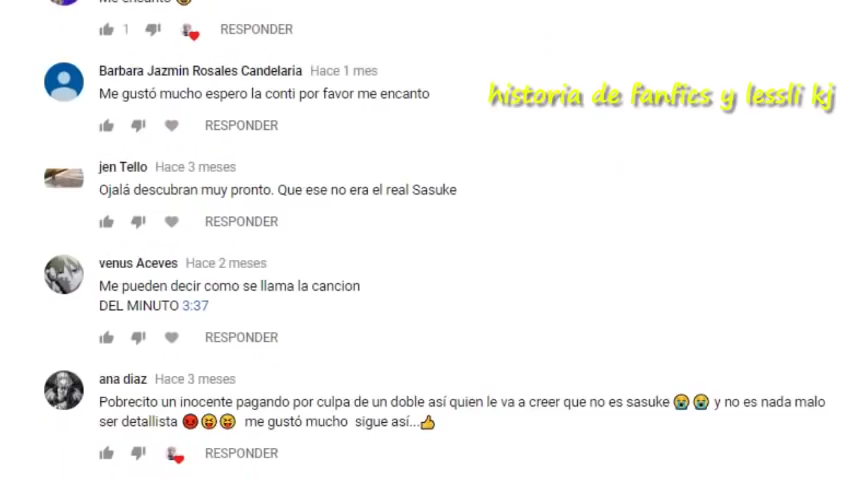 Me encantó
1 RESPONDER
Barbara Jazmin Rosales Candelaria Hace 1 mes
Me gustó mucho espero la conti por favor me encanto
historia de fanfics y lessli kj
RESPONDER
jen Tello Hace 3 meses
Ojalá descubran muy pronto. Que ese no era el real Sasuke
RESPONDER
venus Aceves Hace 2 meses
Me pueden decir como se llama la cancion
DEL MINUTO 3:37
RESPONDER
ana diaz Hace 3 meses
Pobrecito un inocente pagando por culpa de un doble así quien le va a creer que no es sasuke 😭 😭 y no es nada malo
ser detallista 😡😝😝 me gustó mucho sigue así...👍
RESPONDER